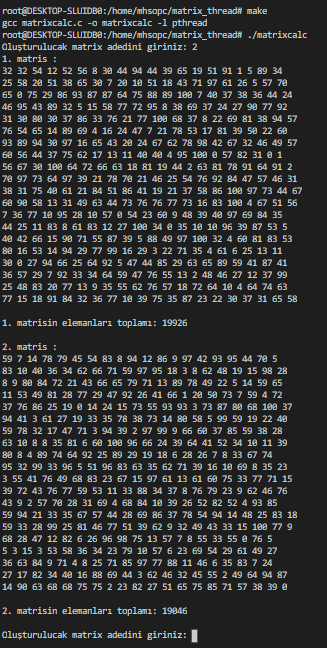 root@DESKTOP-SLUIDB0:/home/mhsopc/matrix_thread> make
gcc matrixcalc.c -o matrixcalc -l pthread
root@DESKTOP-SLUIDB0:/home/mhsopc/matrix_thread> ./matrixcalc
Oluşturulucak matrix adedini giriniz: 2
1. matris :
32 32 54 12 52 56 8 30 44 94 44 39 65 19 51 91 1 5 89 34
25 58 20 51 38 65 30 7 20 10 51 18 43 71 97 61 26 5 57 70
65 0 75 29 86 93 87 87 64 75 88 89 100 7 40 37 38 36 44 24
46 95 43 89 32 5 15 58 77 72 95 8 38 69 37 24 27 90 77 92
31 30 80 30 37 86 33 76 21 77 100 68 37 8 22 69 81 38 94 57
76 54 65 14 89 69 4 16 24 47 7 21 78 53 17 81 39 50 22 60
93 89 94 30 97 16 65 43 20 24 67 62 78 98 42 67 32 46 49 57
60 56 44 37 75 62 17 13 11 40 40 4 95 100 0 57 82 31 0 1
56 67 30 100 64 72 66 63 18 81 19 44 2 63 81 78 91 64 91 2
70 97 73 64 97 39 21 78 70 21 46 25 54 76 92 84 47 57 46 31
38 31 75 40 61 21 84 51 86 41 19 21 37 58 86 100 97 73 44 67
60 90 58 13 31 49 63 44 73 76 76 77 73 16 83 100 4 67 51 56
7 36 77 10 95 28 10 57 0 54 23 60 9 48 39 40 97 69 84 35
44 25 11 83 8 61 83 12 27 100 34 0 35 10 10 96 39 87 53 5
40 42 66 15 90 71 55 87 39 5 88 49 97 100 32 4 60 81 83 53
80 16 53 14 94 29 77 99 16 29 3 22 71 35 4 61 6 25 13 11
30 0 27 94 66 25 64 92 5 47 44 85 29 63 65 89 59 41 87 41
36 57 29 7 92 33 34 64 59 47 76 55 13 2 48 46 27 12 37 99
25 48 83 20 77 13 9 35 55 62 76 57 18 72 64 10 4 64 74 63
77 15 18 91 84 32 36 77 10 39 75 35 87 23 22 30 37 31 65 58
1. matrisin elemanları toplamı: 19926
2. matris :
59 7 14 78 79 45 54 83 8 94 12 86 9 97 42 93 95 44 70 5
83 10 40 36 34 62 66 71 59 97 95 18 3 8 62 48 19 15 98 28
8 9 80 84 72 21 43 66 65 79 71 13 89 78 49 22 5 14 59 65
11 53 49 81 28 77 29 47 92 26 41 66 1 20 50 73 7 59 4 72
37 76 86 25 19 0 14 24 15 73 55 93 93 3 73 87 80 68 100 37
94 41 3 61 27 19 33 35 78 38 73 14 80 58 5 99 59 19 22 40
59 78 32 17 47 71 3 94 39 2 97 99 9 66 60 37 85 59 38 28
63 10 8 8 35 81 6 60 100 96 66 24 39 64 41 52 34 10 11 39
80 8 4 89 74 64 92 25 89 29 19 18 6 28 26 7 8 33 67 74
95 32 99 33 96 5 51 96 83 63 35 62 71 39 16 10 69 8 35 23
3 55 41 76 49 68 83 23 67 15 97 61 13 61 60 75 33 77 71 15
39 72 43 76 77 59 53 11 33 88 34 37 8 76 79 23 9 62 46 76
43 9 2 57 70 28 31 69 4 68 84 10 39 26 52 82 52 4 93 85
59 94 21 33 35 67 57 44 28 69 86 37 78 54 94 14 48 25 83 18
59 33 28 99 25 81 46 77 51 39 62 9 32 49 43 33 15 100 77 9
68 28 47 12 82 6 26 96 98 75 13 57 7 8 55 33 55 0 76 5
5 3 15 3 53 58 36 34 23 79 10 57 6 23 69 54 29 61 49 27
36 63 84 9 71 4 8 25 71 85 97 77 88 11 46 6 35 83 7 24
27 17 82 34 40 16 88 69 44 3 62 46 32 45 55 2 49 64 94 87
14 90 63 68 68 75 75 2 23 82 27 51 65 75 85 71 57 38 39 0
2. matrisin elemanları toplamı: 19046
Oluşturulucak matrix adedini giriniz: